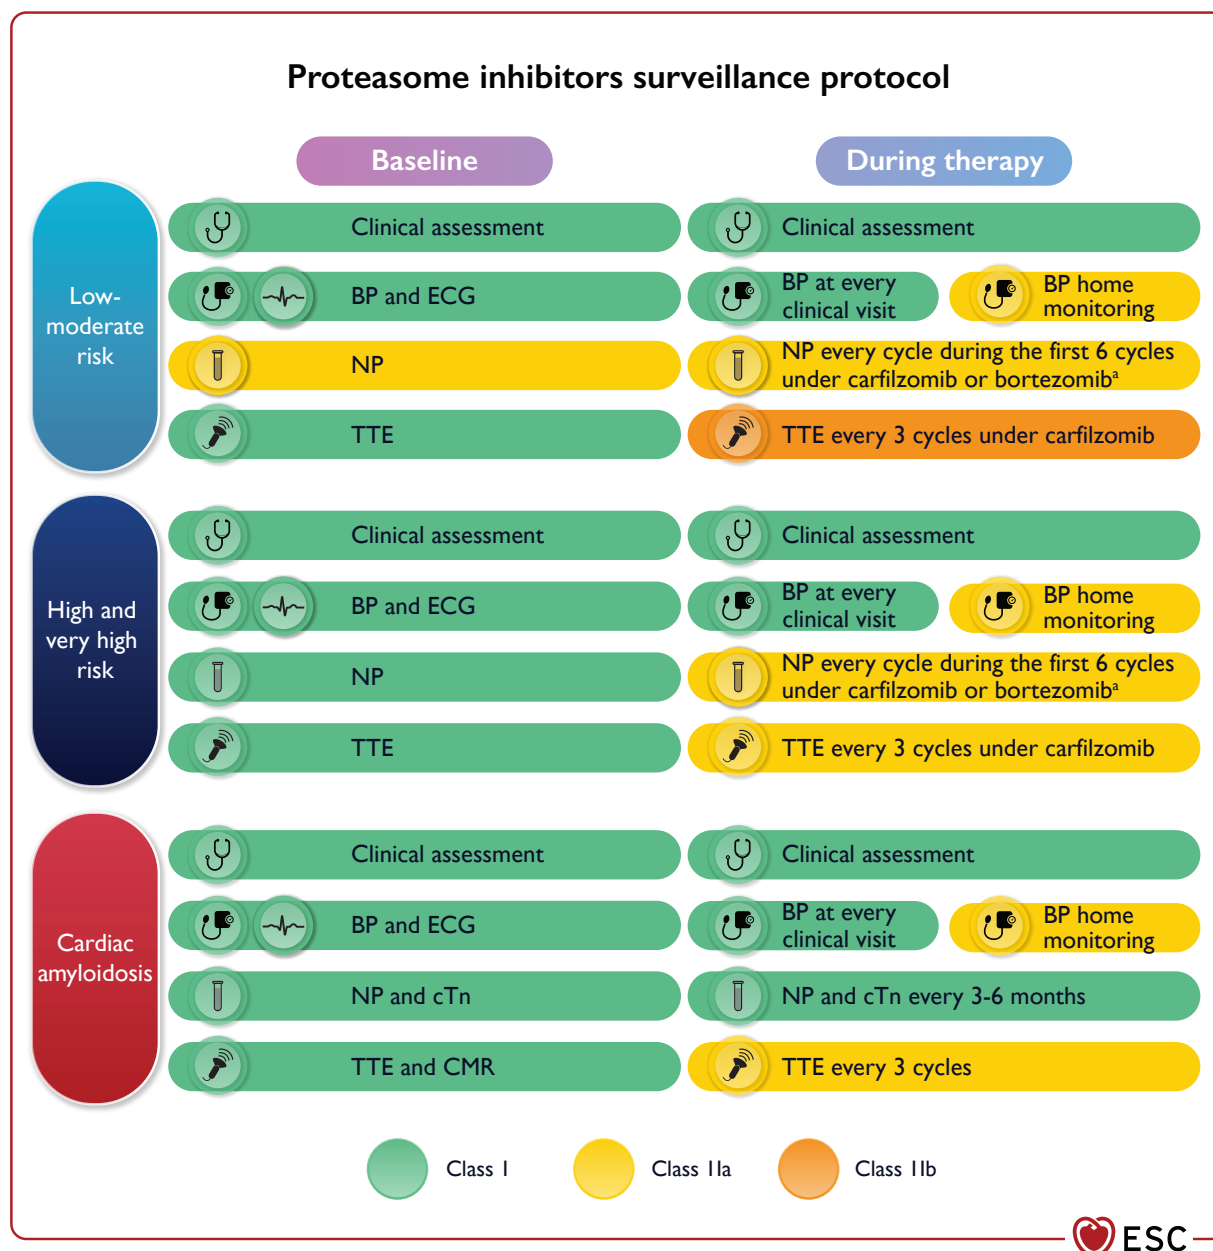 Proteasome inhibitors surveillance protocol
Baseline
During therapy
Low-
moderate
risk
Clinical assessment
Clinical assessment
BP and ECG
BP at every
clinical visit
BP home
monitoring
NP
NP every cycle during the first 6 cycles
under carfilzomib or bortezomibᵃ
TTE
TTE every 3 cycles under carfilzomib
High and
very high
risk
Clinical assessment
Clinical assessment
BP and ECG
BP at every
clinical visit
BP home
monitoring
NP
NP every cycle during the first 6 cycles
under carfilzomib or bortezomibᵃ
TTE
TTE every 3 cycles under carfilzomib
Cardiac
amyloidosis
Clinical assessment
Clinical assessment
BP and ECG
BP at every
clinical visit
BP home
monitoring
NP and cTn
NP and cTn every 3-6 months
TTE and CMR
TTE every 3 cycles
Class 1
Class 11a
Class 11b
ESC